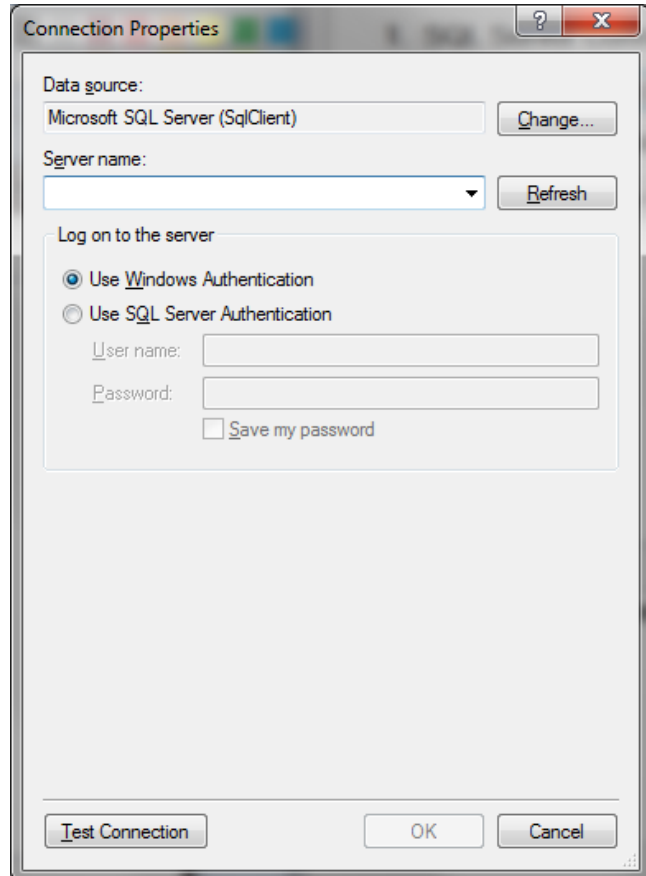 Connection Properties
Data source:
Microsoft SQL Server (SqlClient)
Change...
Server name:
Refresh
Log on to the server
Use Windows Authentication
Use SQL Server Authentication
User name:
Password:
Save my password
Test Connection
OK
Cancel